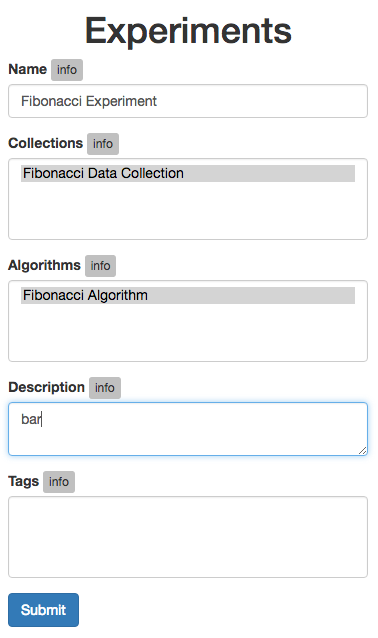 Experiments
Name info
Fibonacci Experiment
Collections info
Fibonacci Data Collection
Algorithms info
Fibonacci Algorithm
Description info
bar
Tags info
Submit